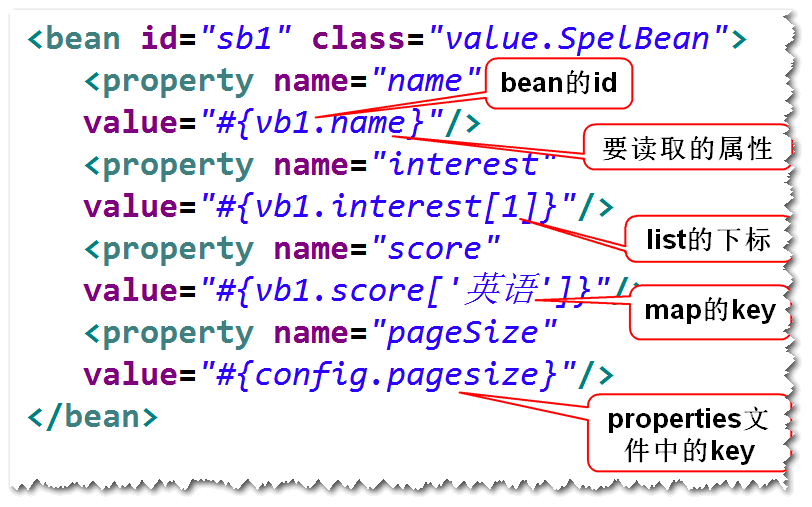 <bean id="sb1" class="value.SpelBean">
<property name="name"
bean的id
value="#{vb1.name}"/>
要读取的属性
<property name="interest"
value="#{vb1.interest[1]}"/>
list的下标
<property name="score"
value="#{vb1.score['英语']}"/
map的key
<property name="pageSize"
value="#{config.pagesize}"/>
</bean>
properties文
件中的key